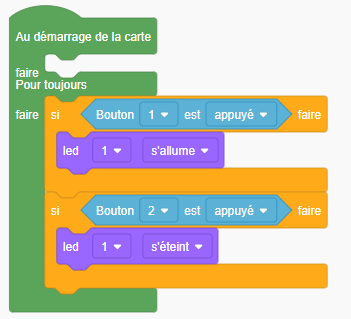 Au démarrage de la carte
faire
Pour toujours
faire si Bouton 1 est appuyé faire
led 1 s'allume
si Bouton 2 est appuyé faire
led 1 s'éteint